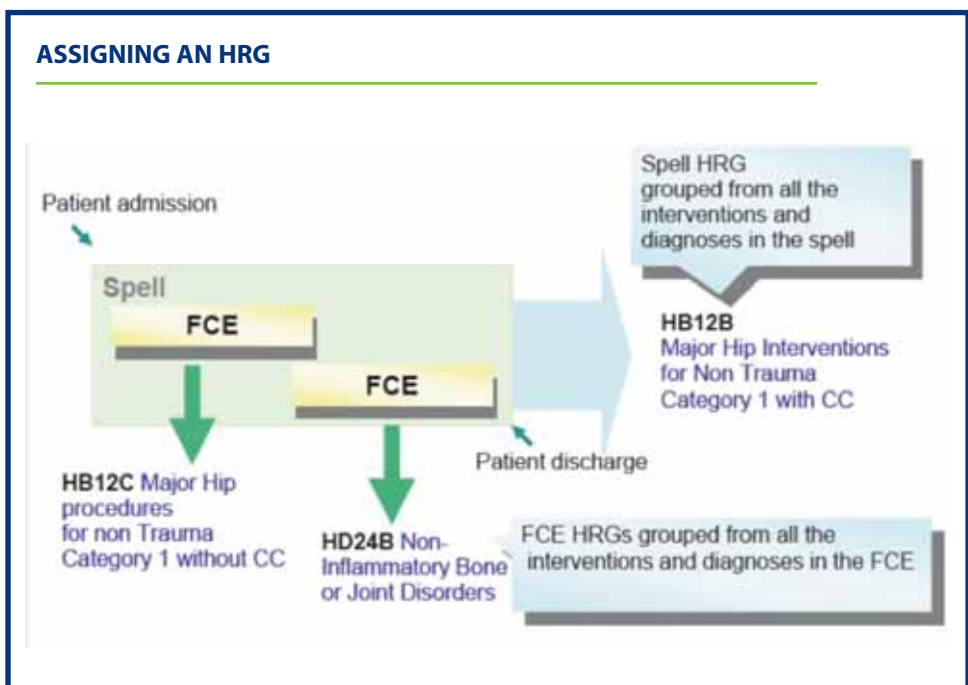 ASSIGNING AN HRG
Patient admission
Spell
FCE
FCE
Patient discharge
HB12C Major Hip
procedures
for non Trauma
Category 1 without CC
HD24B Non-
Inflammatory Bone
or Joint Disorders
Spell HRG
grouped from all the
interventions and
diagnoses in the spell
HB12B
Major Hip Interventions
for Non Trauma
Category 1 with CC
FCE HRGs grouped from all the
interventions and diagnoses in the FCE